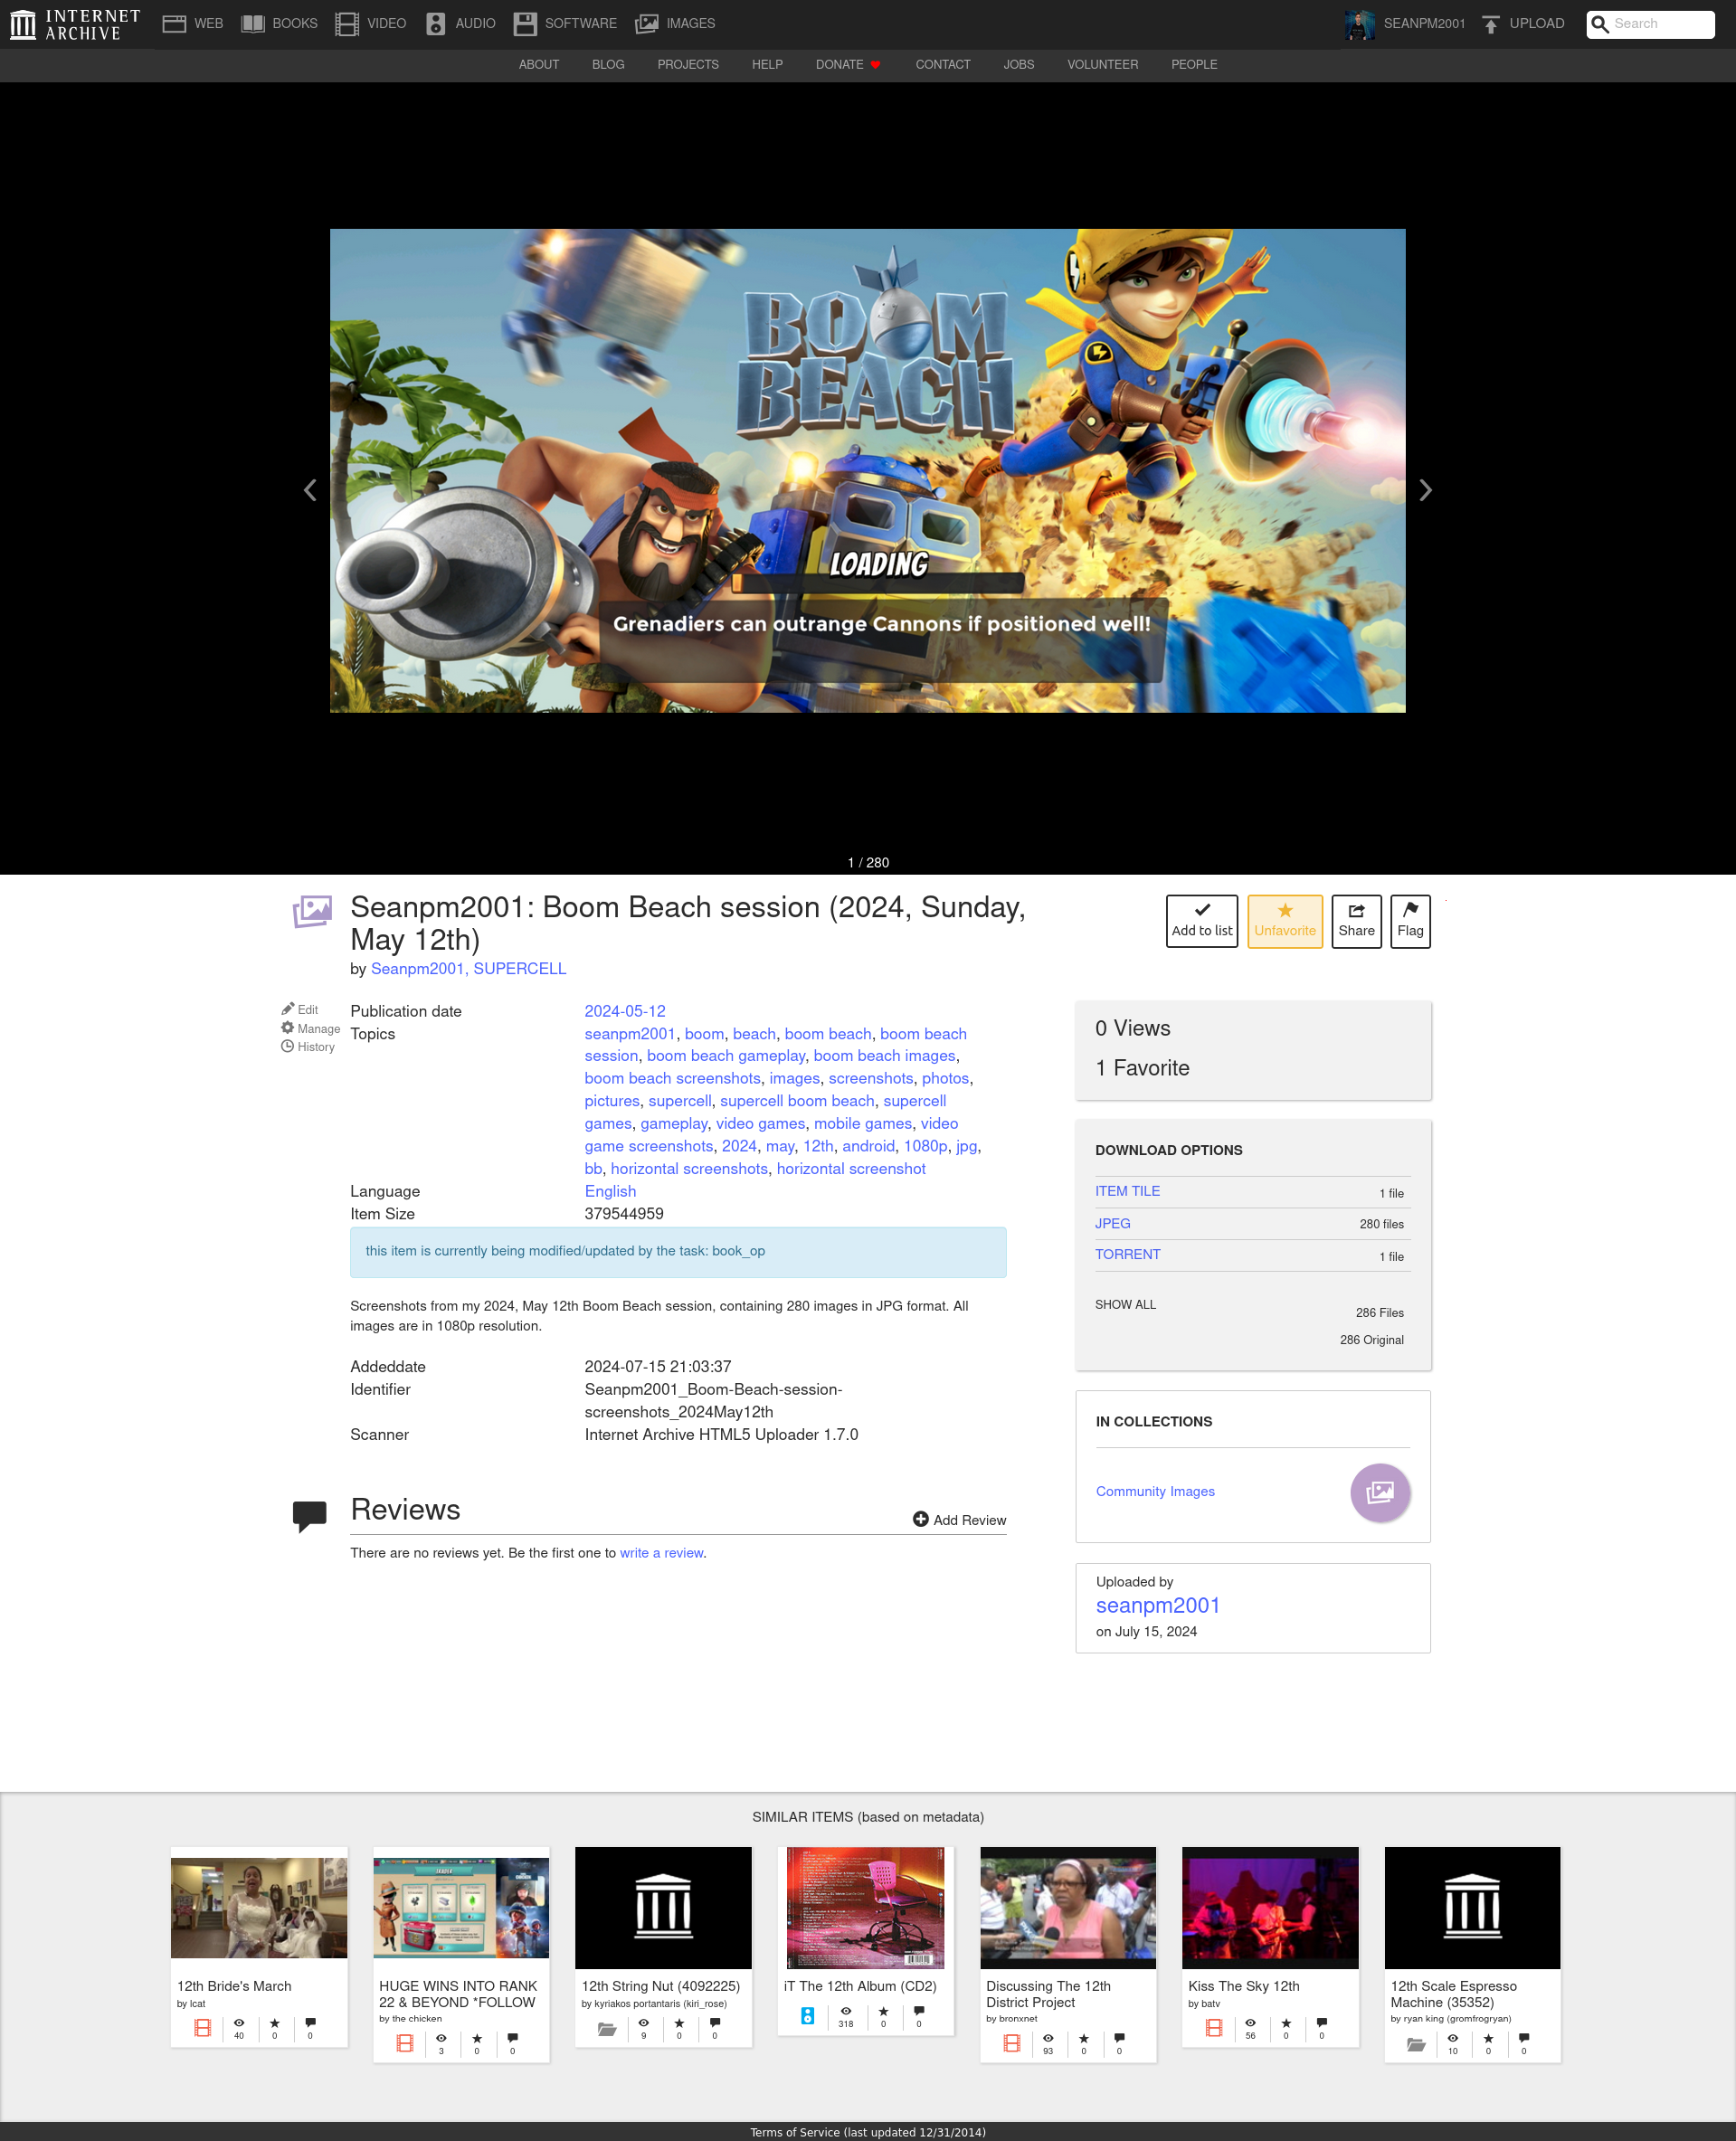 INTERNET
ARCHIVE
WEB
BOOKS
VIDEO
AUDIO
SOFTWARE
IMAGES
SEANPM2001
UPLOAD
Search
ABOUT
BLOG
PROJECTS
HELP
DONATE
CONTACT
JOBS
VOLUNTEER
PEOPLE
BOOM
BEACH
LOADING
Grenadiers can outrange Cannons if positioned well!
1 / 280
Seanpm2001: Boom Beach session (2024, Sunday,
May 12th)
by Seanpm2001, SUPERCELL
Add to list
Unfavorite
Share
Flag
Edit
Manage
History
Publication date 2024-05-12
Topics seanpm2001, boom, beach, boom beach, boom beach
session, boom beach gameplay, boom beach images,
boom beach screenshots, images, screenshots, photos,
pictures, supercell, supercell boom beach, supercell
games, gameplay, video games, mobile games, video
game screenshots, 2024, may, 12th, android, 1080p, jpg,
bb, horizontal screenshots, horizontal screenshot
Language English
Item Size 379544959
this item is currently being modified/updated by the task: book_op
Screenshots from my 2024, May 12th Boom Beach session, containing 280 images in JPG format. All
images are in 1080p resolution.
Addeddate 2024-07-15 21:03:37
Identifier Seanpm2001_Boom-Beach-session-
screenshots_2024May12th
Scanner Internet Archive HTML5 Uploader 1.7.0
Reviews
Add Review
There are no reviews yet. Be the first one to write a review.
0 Views
1 Favorite
DOWNLOAD OPTIONS
ITEM TILE 1 file
JPEG 280 files
TORRENT 1 file
SHOW ALL 286 Files
286 Original
IN COLLECTIONS
Community Images
Uploaded by
seanpm2001
on July 15, 2024
SIMILAR ITEMS (based on metadata)
12th Bride's March
by lcat
40 0 0
HUGE WINS INTO RANK
22 & BEYOND *FOLLOW
by the chicken
3 0 0
12th String Nut (4092225)
by kyriakos portantaris (kiri_rose)
9 0 0
iT The 12th Album (CD2)
318 0 0
Discussing The 12th
District Project
by bronxnet
93 0 0
Kiss The Sky 12th
by batv
56 0 0
12th Scale Espresso
Machine (35352)
by ryan king (gromfrogryan)
10 0 0
Terms of Service (last updated 12/31/2014)